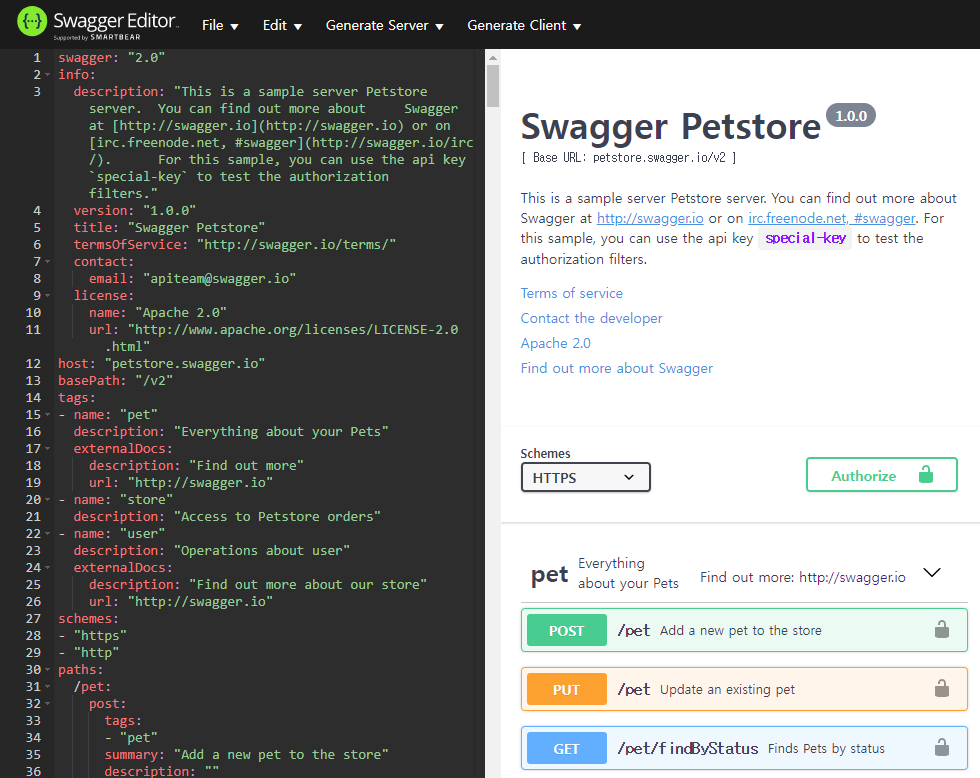 Swagger Editor
Supported by SMARTBEAR
File Edit Generate Server Generate Client
1 swagger: "2.0"
2 info:
3 description: "This is a sample server Petstore
server.  You can find out more about     Swagger
at [http://swagger.io](http://swagger.io) or on
[irc.freenode.net, #swagger](http://swagger.io/irc
/).      For this sample, you can use the api key
`special-key` to test the authorization
filters."
4 version: "1.0.0"
5 title: "Swagger Petstore"
6 termsOfService: "http://swagger.io/terms/"
7 contact:
8 email: "apiteam@swagger.io"
9 license:
10 name: "Apache 2.0"
11 url: "http://www.apache.org/licenses/LICENSE-2.0
.html"
12 host: "petstore.swagger.io"
13 basePath: "/v2"
14 tags:
15 - name: "pet"
16 description: "Everything about your Pets"
17 externalDocs:
18 description: "Find out more"
19 url: "http://swagger.io"
20 - name: "store"
21 description: "Access to Petstore orders"
22 - name: "user"
23 description: "Operations about user"
24 externalDocs:
25 description: "Find out more about our store"
26 url: "http://swagger.io"
27 schemes:
28 - "https"
29 - "http"
30 paths:
31 /pet:
32 post:
33 tags:
34 - "pet"
35 summary: "Add a new pet to the store"
36 description: ""
Swagger Petstore 1.0.0
[ Base URL: petstore.swagger.io/v2 ]
This is a sample server Petstore server. You can find out more about
Swagger at http://swagger.io or on irc.freenode.net, #swagger. For
this sample, you can use the api key special-key to test the
authorization filters.
Terms of service
Contact the developer
Apache 2.0
Find out more about Swagger
Schemes
HTTPS
Authorize
pet Everything
about your Pets
Find out more: http://swagger.io
POST /pet Add a new pet to the store
PUT /pet Update an existing pet
GET /pet/findByStatus Finds Pets by status